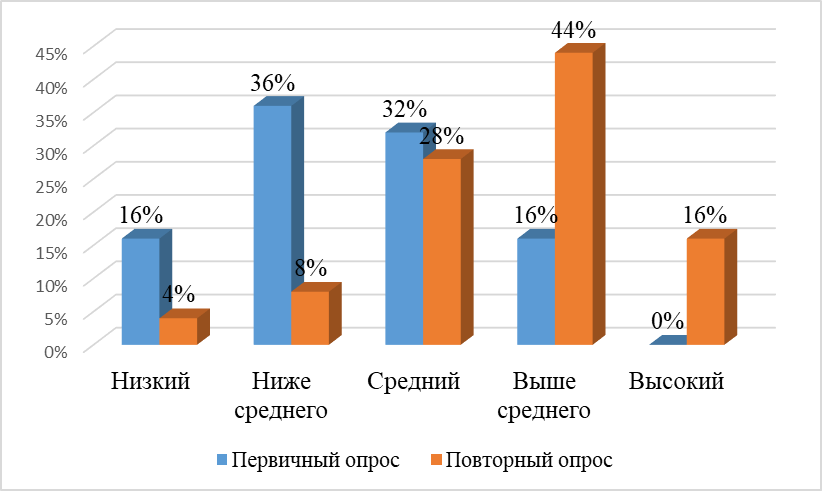 44%
45%
40%
36%
35%
32%
28%
30%
25%
20%
16%
16%
16%
15%
8%
10%
4%
5%
0%
0%
Низкий
Ниже среднего
Средний
Выше среднего
Высокий
Первичный опрос
Повторный опрос